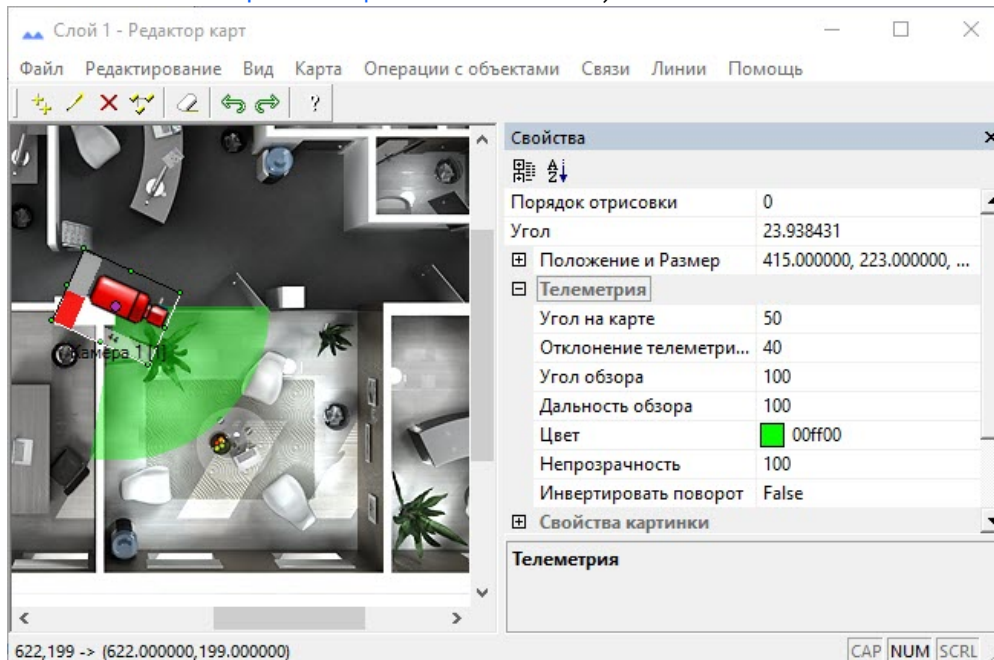 Слой 1 - Редактор карт
Файл Редактирование Вид Карта Операции с объектами Связи Линии Помощь
?
Свойства
Порядок отрисовки 0
Угол 23.938431
Положение и Размер 415.000000, 223.000000, ...
Телеметрия
Угол на карте 50
Отклонение телеметри... 40
Угол обзора 100
Дальность обзора 100
Цвет 00ff00
Непрозрачность 100
Инвертировать поворот False
Свойства картинки
Камера 1 [1]
Телеметрия
622,199 -> (622.000000,199.000000)
CAP NUM SCRL